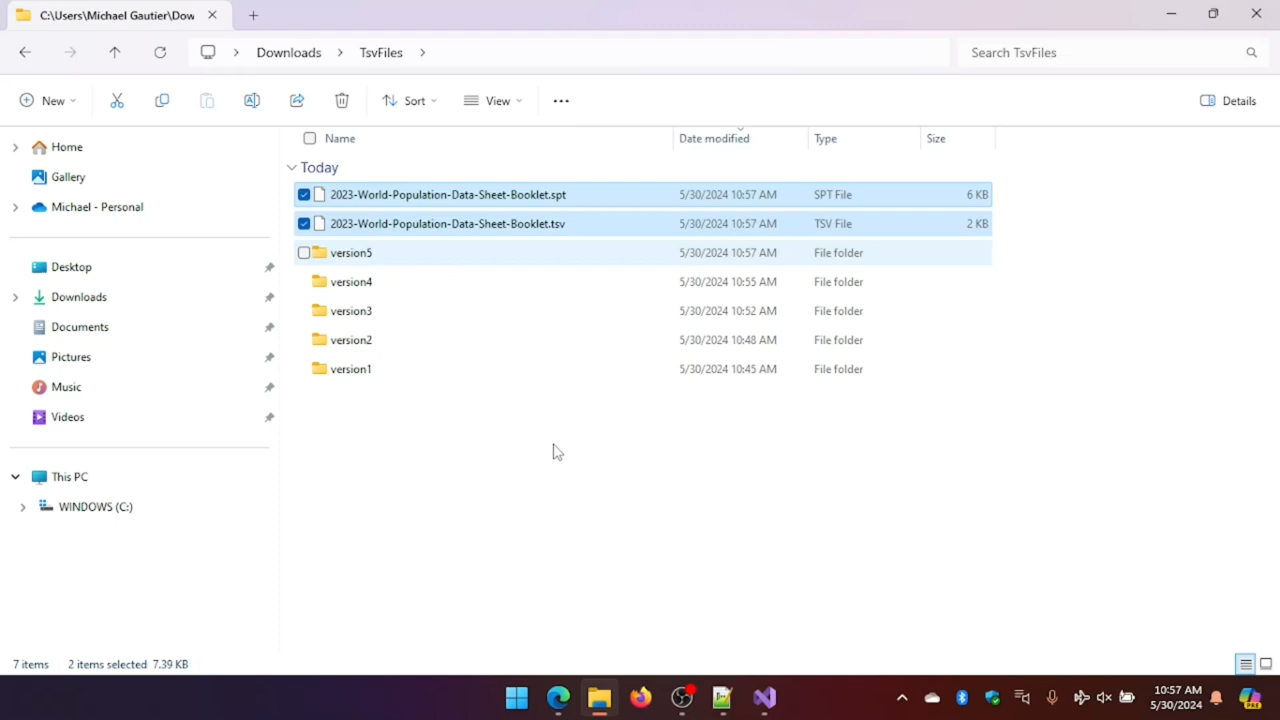 C:\Users\Michael Gautier\Dow
Downloads
TsvFiles
Search TsvFiles
New
Sort
View
Details
Name
Date modified
Type
Size
Home
Gallery
Michael - Personal
Desktop
Downloads
Documents
Pictures
Music
Videos
This PC
WINDOWS (C:)
Today
2023-World-Population-Data-Sheet-Booklet.spt 5/30/2024 10:57 AM SPT File 6 KB
2023-World-Population-Data-Sheet-Booklet.tsv 5/30/2024 10:57 AM TSV File 2 KB
version5 5/30/2024 10:57 AM File folder
version4 5/30/2024 10:55 AM File folder
version3 5/30/2024 10:52 AM File folder
version2 5/30/2024 10:48 AM File folder
version1 5/30/2024 10:45 AM File folder
7 items 2 items selected 7.39 KB
10:57 AM
5/30/2024
PRE